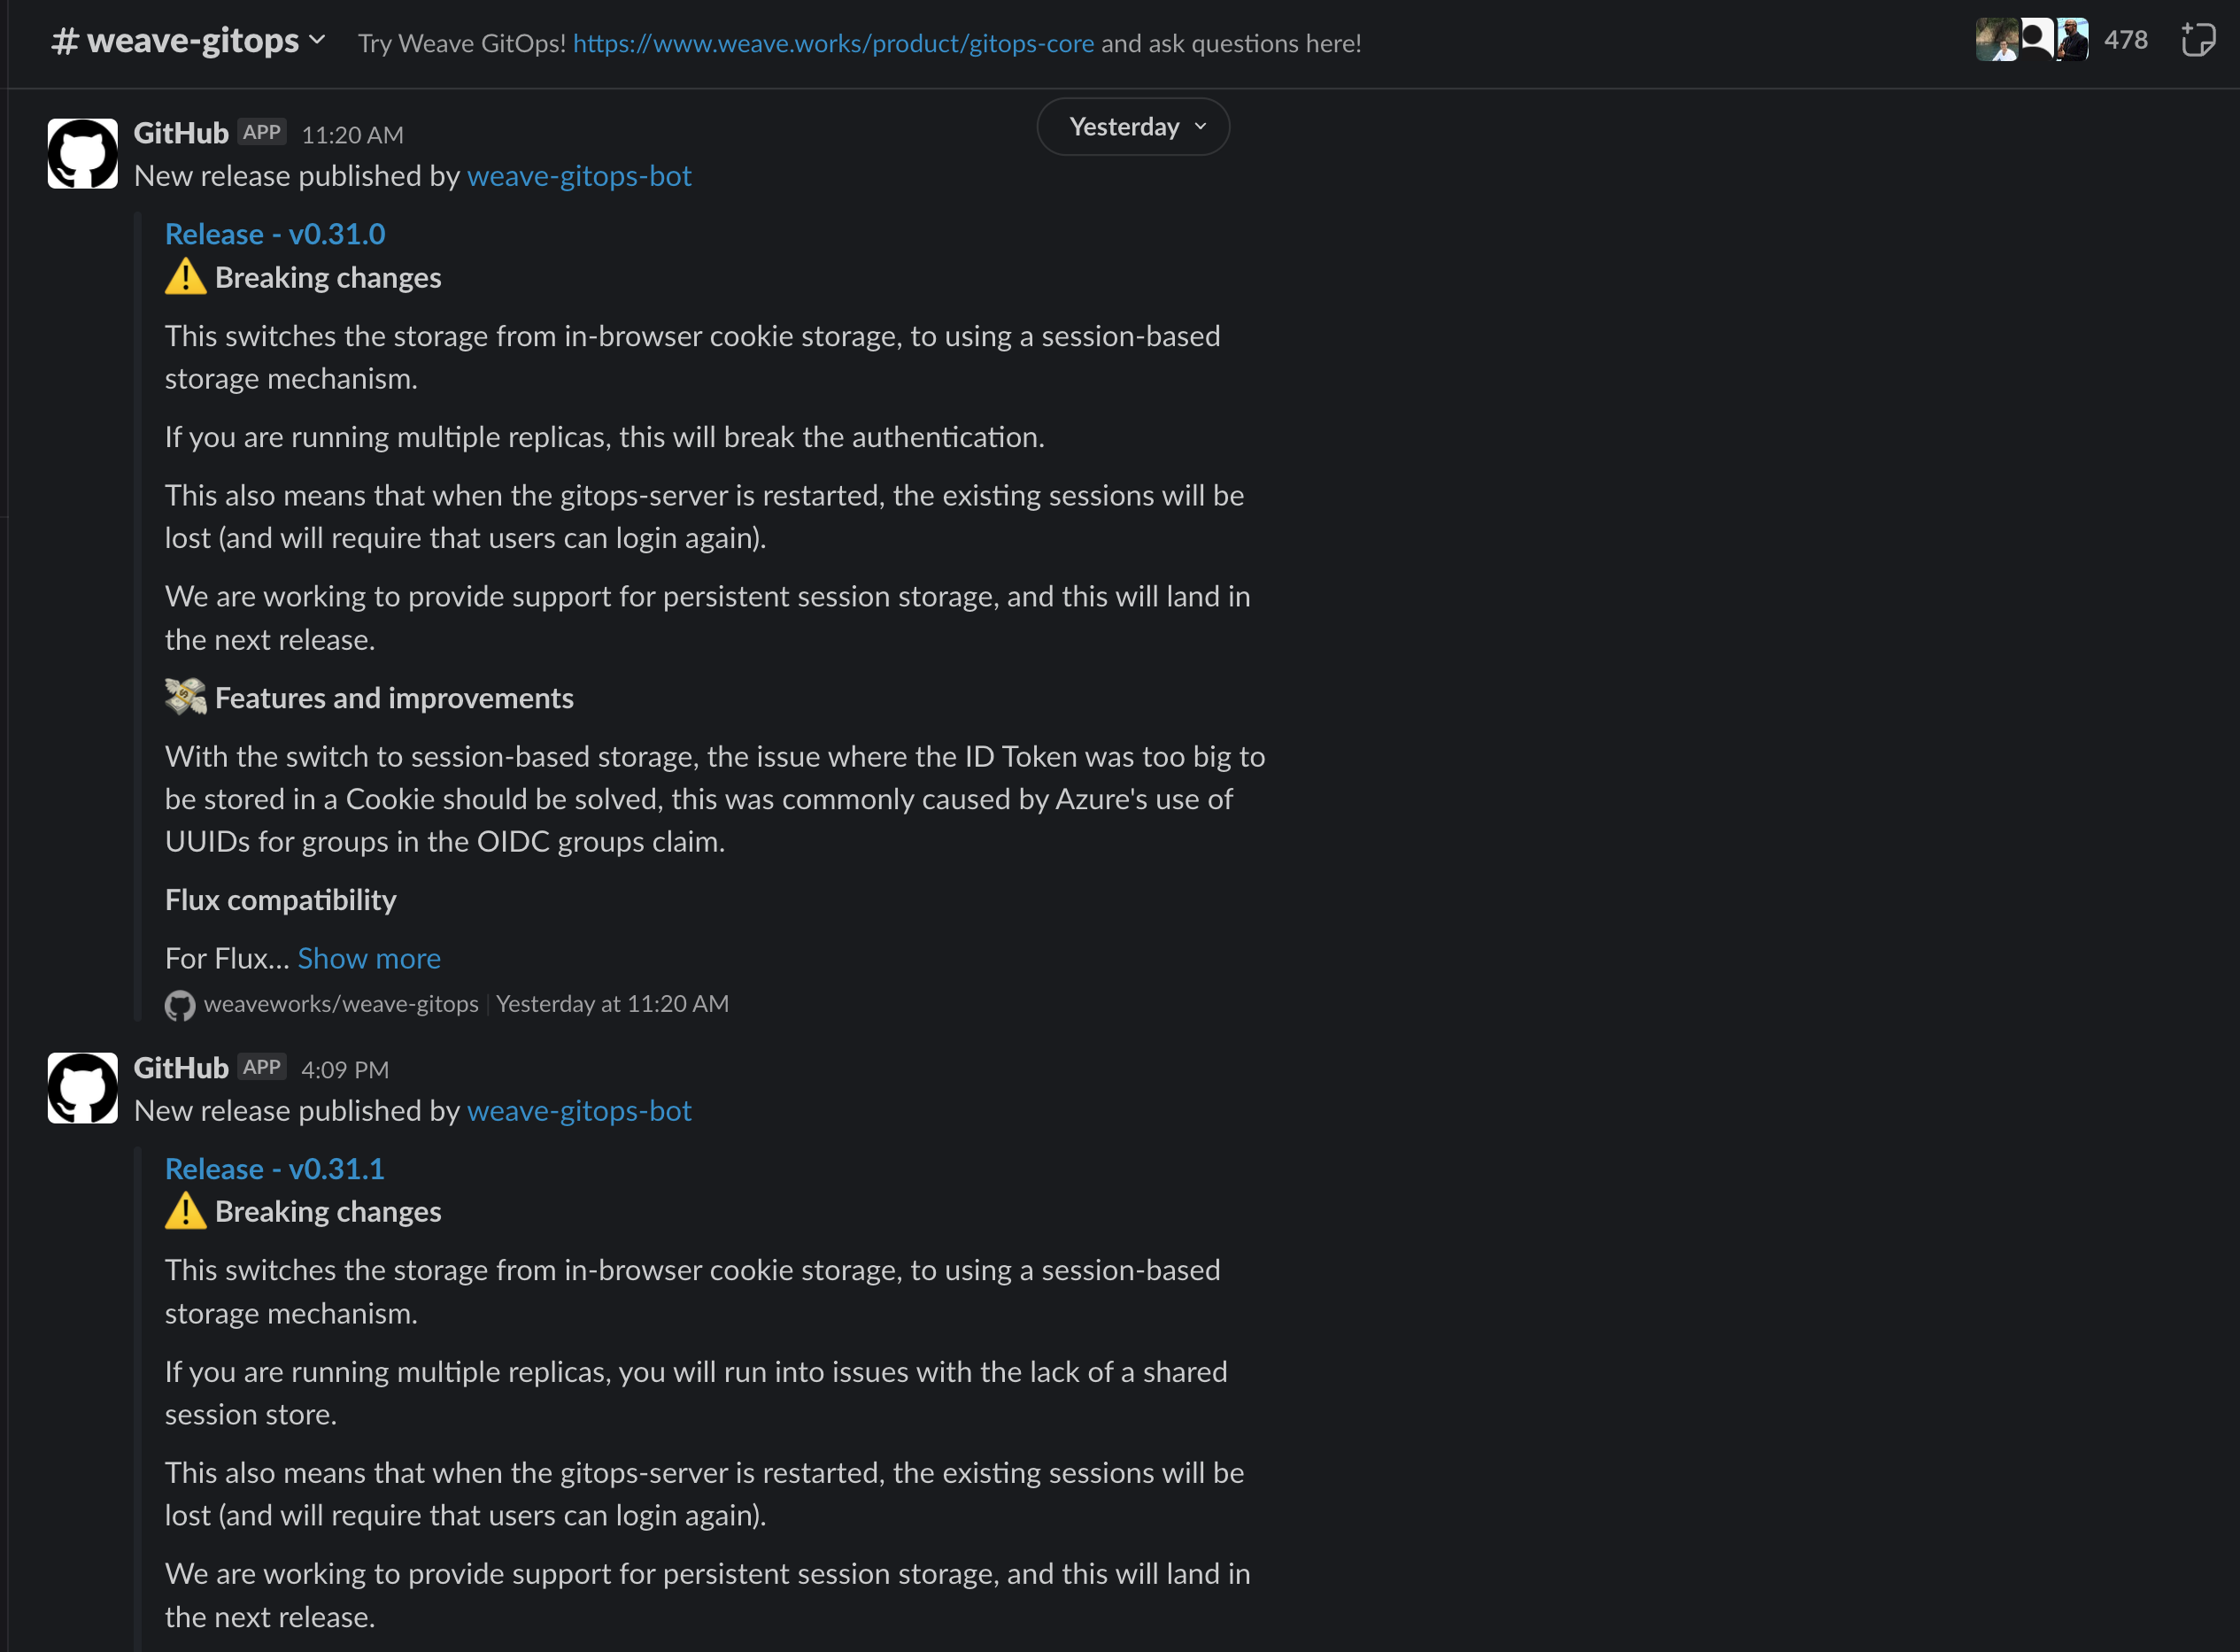 # weave-gitops
Try Weave GitOps! https://www.weave.works/product/gitops-core and ask questions here!
478
Yesterday
GitHub APP 11:20 AM
New release published by weave-gitops-bot
Release - v0.31.0
⚠️ Breaking changes
This switches the storage from in-browser cookie storage, to using a session-based
storage mechanism.
If you are running multiple replicas, this will break the authentication.
This also means that when the gitops-server is restarted, the existing sessions will be
lost (and will require that users can login again).
We are working to provide support for persistent session storage, and this will land in
the next release.
💸 Features and improvements
With the switch to session-based storage, the issue where the ID Token was too big to
be stored in a Cookie should be solved, this was commonly caused by Azure's use of
UUIDs for groups in the OIDC groups claim.
Flux compatibility
For Flux... Show more
weaveworks/weave-gitops | Yesterday at 11:20 AM
GitHub APP 4:09 PM
New release published by weave-gitops-bot
Release - v0.31.1
⚠️ Breaking changes
This switches the storage from in-browser cookie storage, to using a session-based
storage mechanism.
If you are running multiple replicas, you will run into issues with the lack of a shared
session store.
This also means that when the gitops-server is restarted, the existing sessions will be
lost (and will require that users can login again).
We are working to provide support for persistent session storage, and this will land in
the next release.